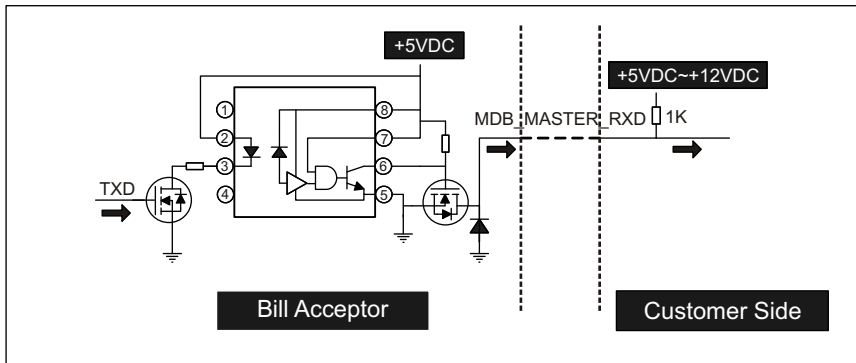 +5VDC
+5VDC~+12VDC
1
8
MDB_MASTER_RXD
1K
2
7
3
6
TXD
4
5
Bill Acceptor
Customer Side